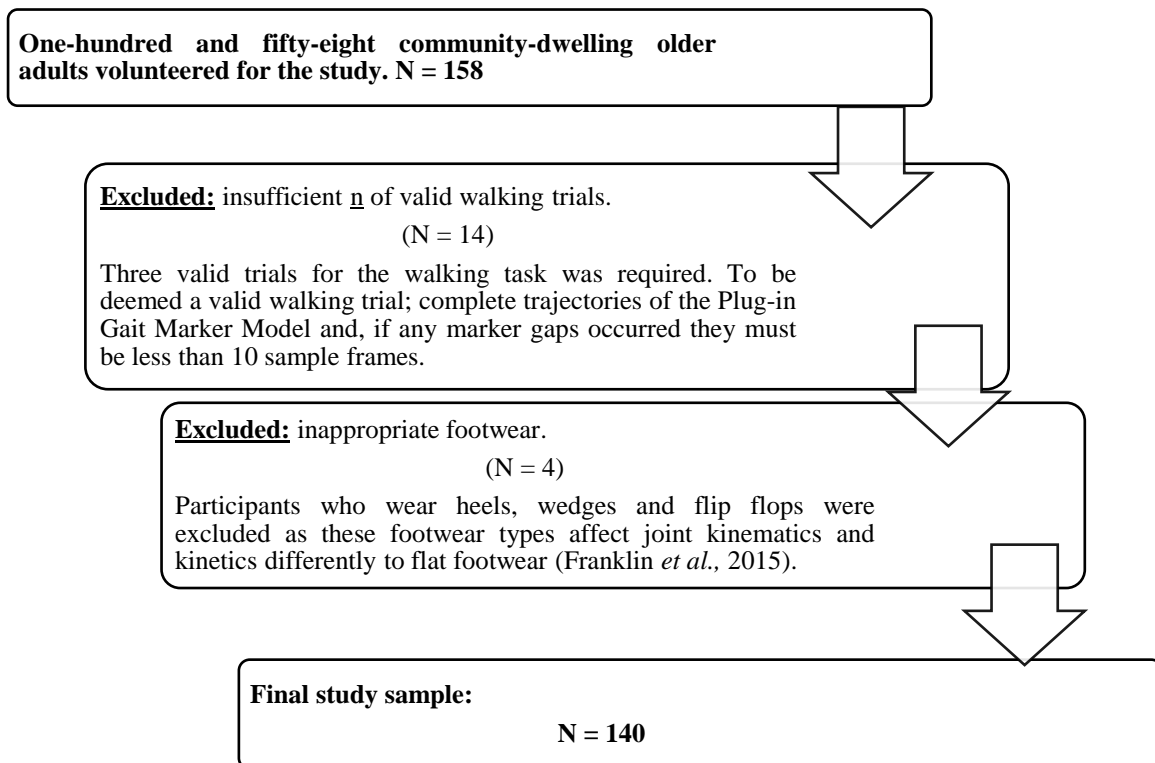 One-hundred and fifty-eight community-dwelling older
adults volunteered for the study. N = 158
Excluded: insufficient n of valid walking trials.
(N = 14)
Three valid trials for the walking task was required. To be
deemed a valid walking trial; complete trajectories of the Plug-in
Gait Marker Model and, if any marker gaps occurred they must
be less than 10 sample frames.
Excluded: inappropriate footwear.
(N = 4)
Participants who wear heels, wedges and flip flops were
excluded as these footwear types affect joint kinematics and
kinetics differently to flat footwear (Franklin et al., 2015).
Final study sample:
N = 140